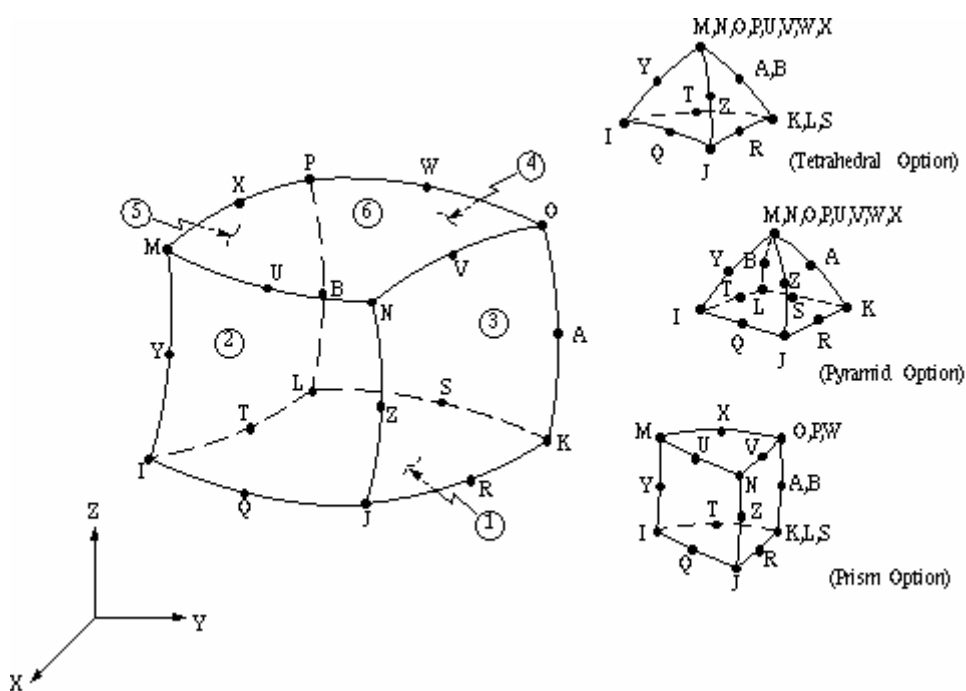 M,N,O,P,U,V,W,X
Y
A,B
T
Z
I
K,L,S
Q
R
J
(Tetrahedral Option)
P
W
4
X
5
6
O
M
U
V
B
N
3
2
A
Y
L
S
T
Z
K
I
R
Q
J
1
M,N,O,P,U,V,W,X
Y
B
A
T
Z
L
S
I
K
Q
R
J
(Pyramid Option)
X
M
O,P,W
U
V
N
Y
A,B
T
Z
I
K,L,S
Q
R
J
(Prism Option)
Z
Y
X